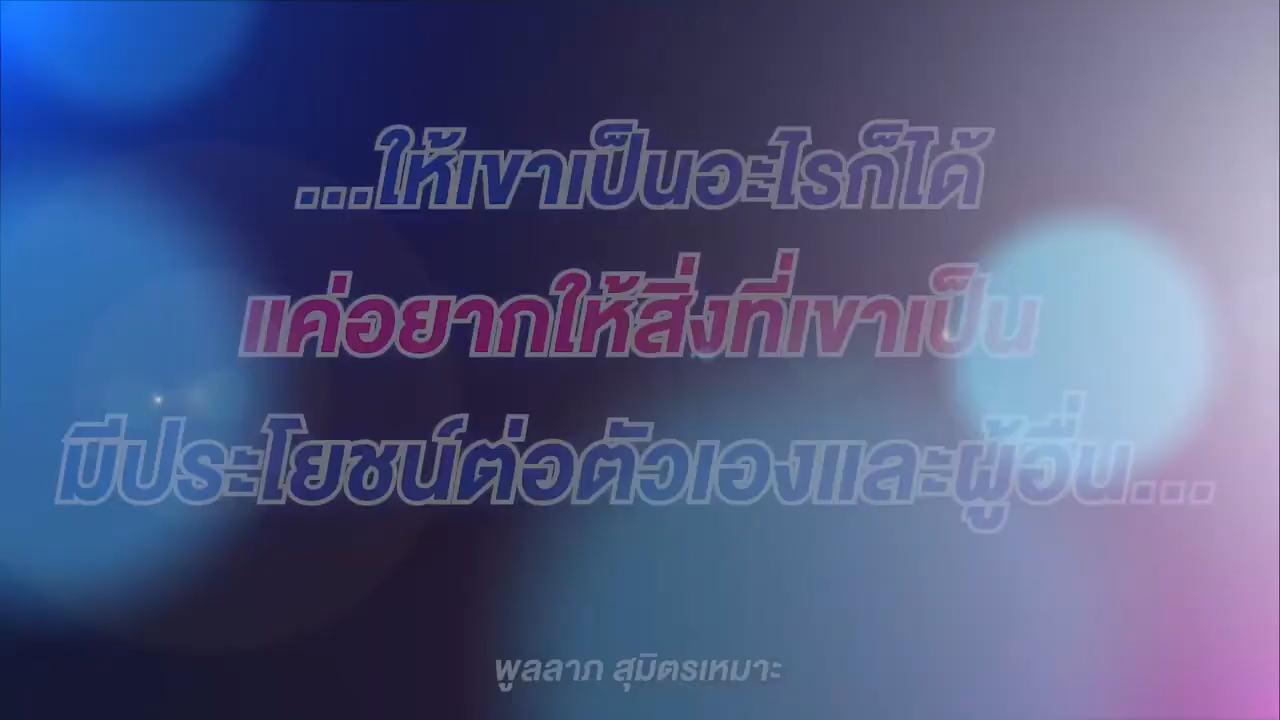 ...ให้เขาเป็นอะไรก็ได้
แค่อยากให้สิ่งที่เขาเป็น
มีประโยชน์ต่อตัวเองและผู้อื่น...
พูลลาภ สุมิตรเหมาะ